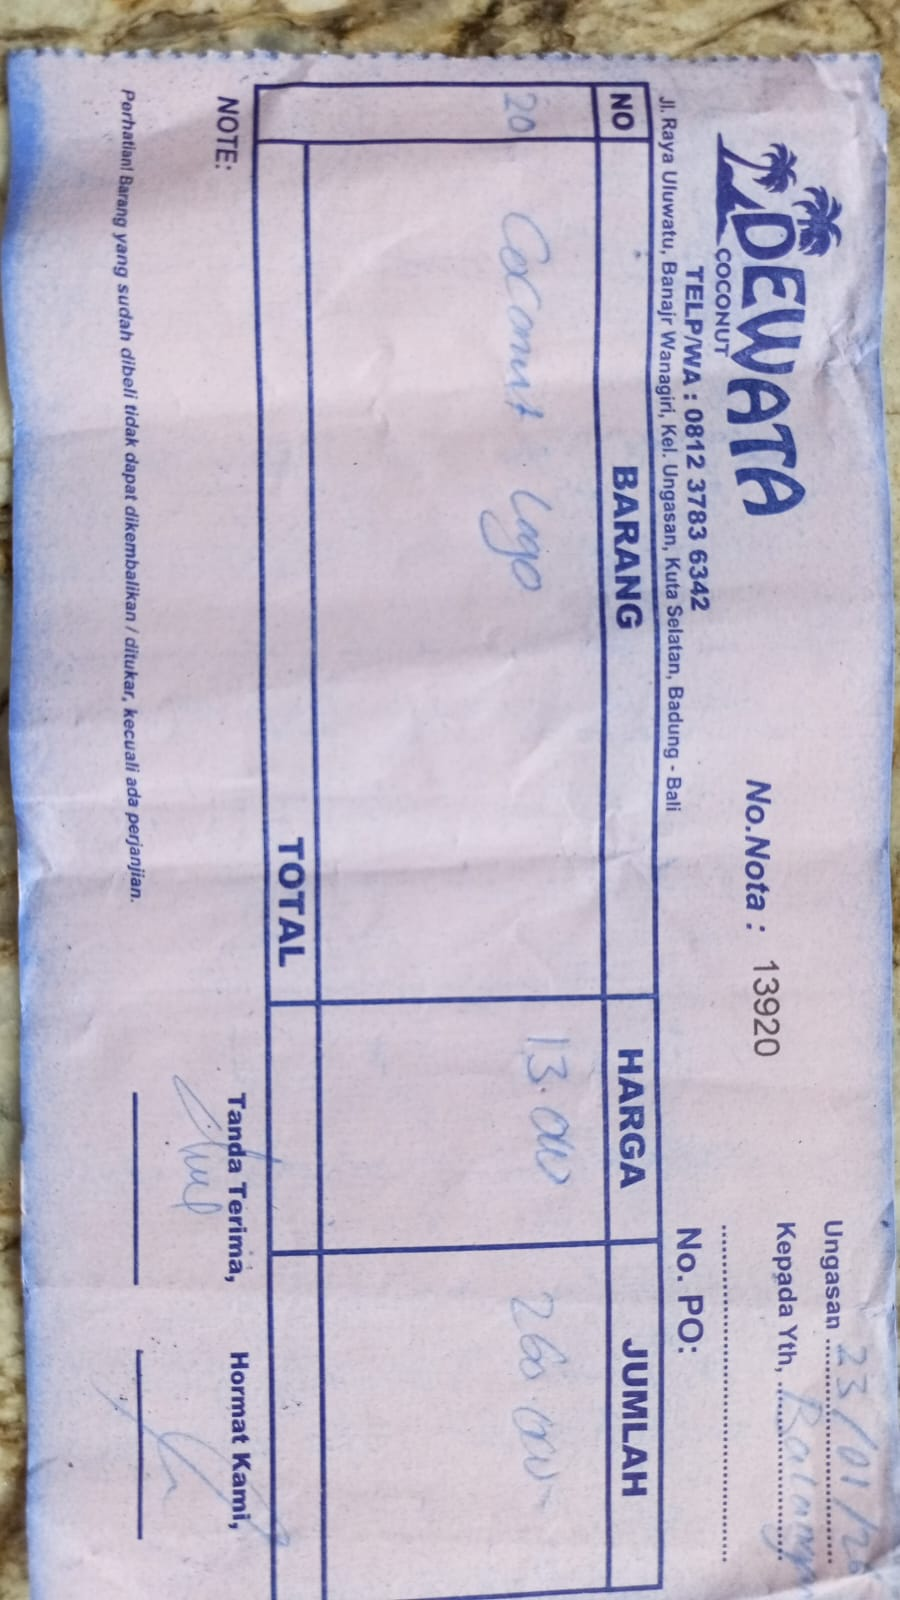 DEWATA
COCONUT
TELP/WA : 0812 3783 6342
Jl. Raya Uluwatu, Banajr Wanagiri, Kel. Ungasan, Kuta Selatan, Badung - Bali
No.Nota : 13920
Ungasan 23/01/26
Kepada Yth,
No. PO:
NO BARANG HARGA JUMLAH
20 Coconut Logo 13.000 260.000
TOTAL
NOTE: Tanda Terima, Hormat Kami,
Perhatian! Barang yang sudah dibeli tidak dapat dikembalikan / ditukar, kecuali ada perjanjian.